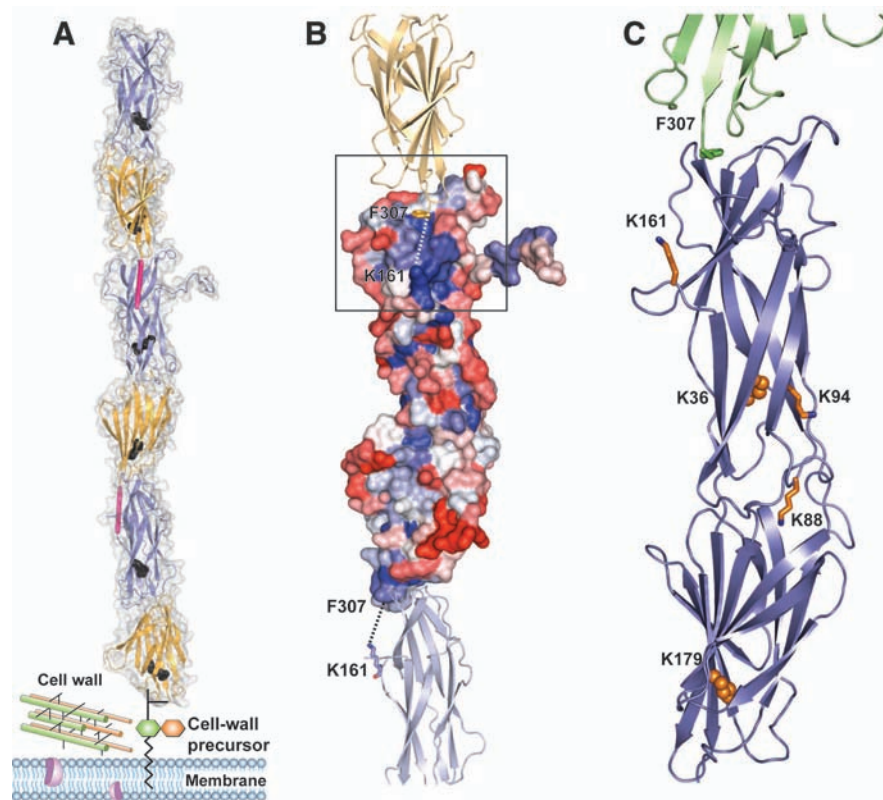 A
Cell wall
Cell-wall
precursor
Membrane
B
F307
K161
F307
K161
C
F307
K161
K36
K94
K88
K179